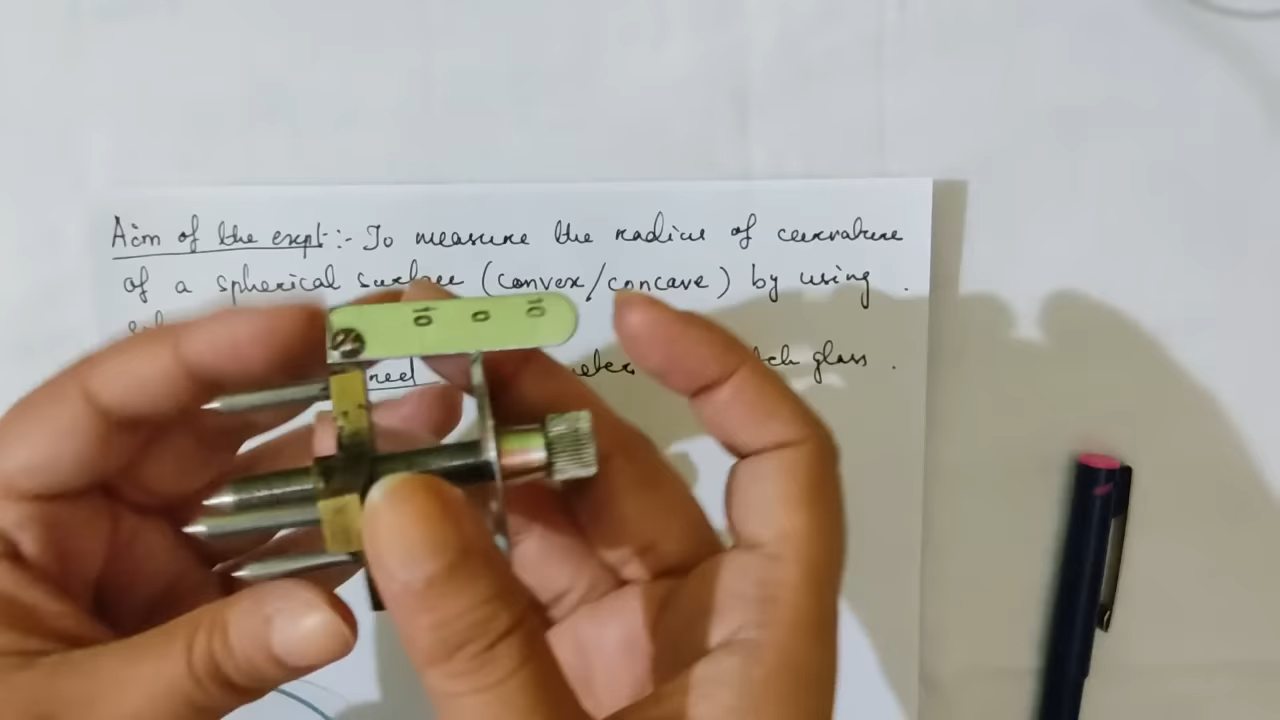 Aim of the expt :- To measure the radius of curvature
of a spherical surface (convex/concave) by using .
10 0 10
glass .